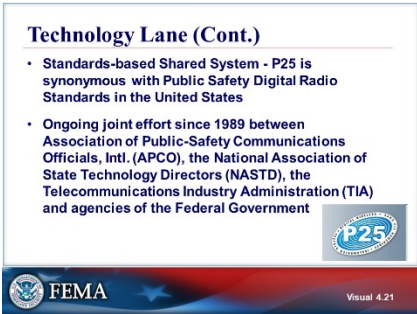 Technology Lane (Cont.)
• Standards-based Shared System - P25 is
synonymous with Public Safety Digital Radio
Standards in the United States
• Ongoing joint effort since 1989 between
Association of Public-Safety Communications
Officials, Intl. (APCO), the National Association of
State Technology Directors (NASTD), the
Telecommunications Industry Administration (TIA)
and agencies of the Federal Government
P25
FEMA
Visual 4.21